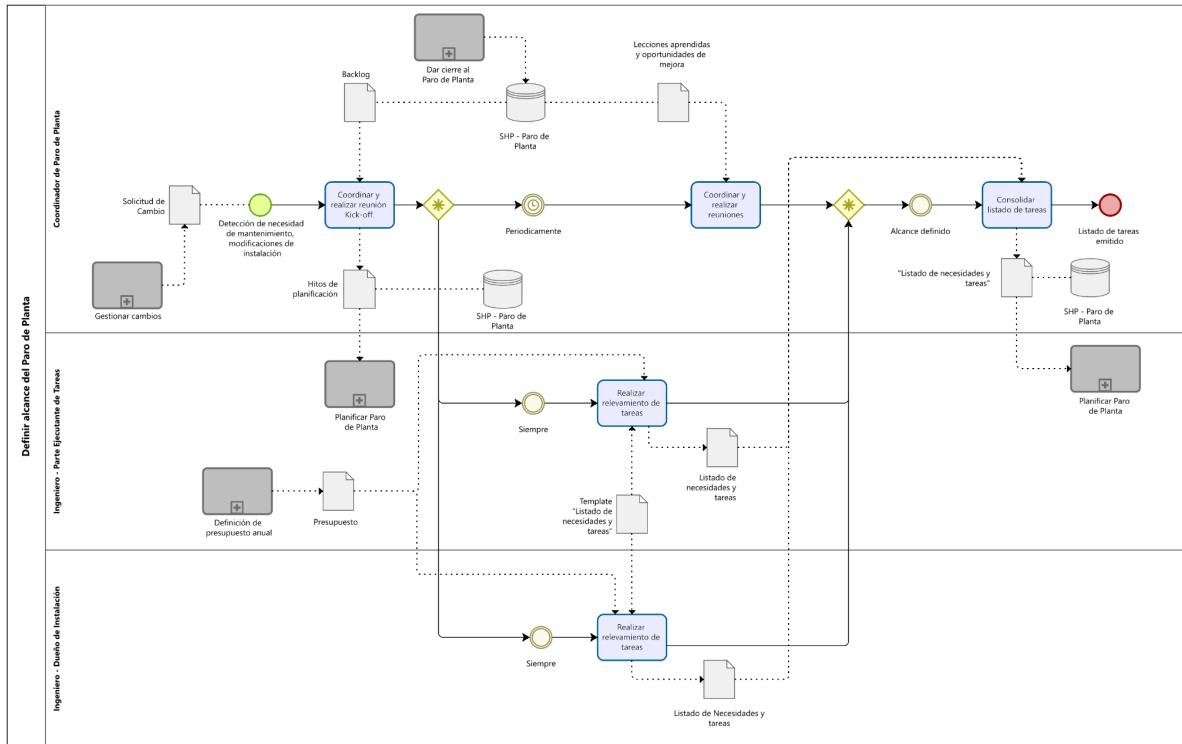 Definir alcance del Paro de Planta
Coordinador de Paro de Planta
Dar cierre al
Paro de Planta
Lecciones aprendidas
y oportunidades de
mejora
Backlog
SHP - Paro de
Planta
Solicitud de
Cambio
Detección de necesidad
de mantenimiento,
modificaciones de
instalación
Coordinar y
realizar reunión
Kick-off.
Periodicamente
Coordinar y
realizar
reuniones
Alcance definido
Consolidar
listado de tareas
Listado de tareas
emitido
Gestionar cambios
Hitos de
planificación
SHP - Paro de
Planta
"Listado de necesidades y
tareas"
SHP - Paro de
Planta
Ingeniero - Parte Ejecutante de Tareas
Planificar Paro
de Planta
Siempre
Realizar
relevamiento de
tareas
Planificar Paro
de Planta
Listado de
necesidades y
tareas
Definición de
presupuesto anual
Presupuesto
Template
"Listado de
necesidades y
tareas"
Ingeniero - Dueño de Instalación
Siempre
Realizar
relevamiento de
tareas
Listado de Necesidades y
tareas